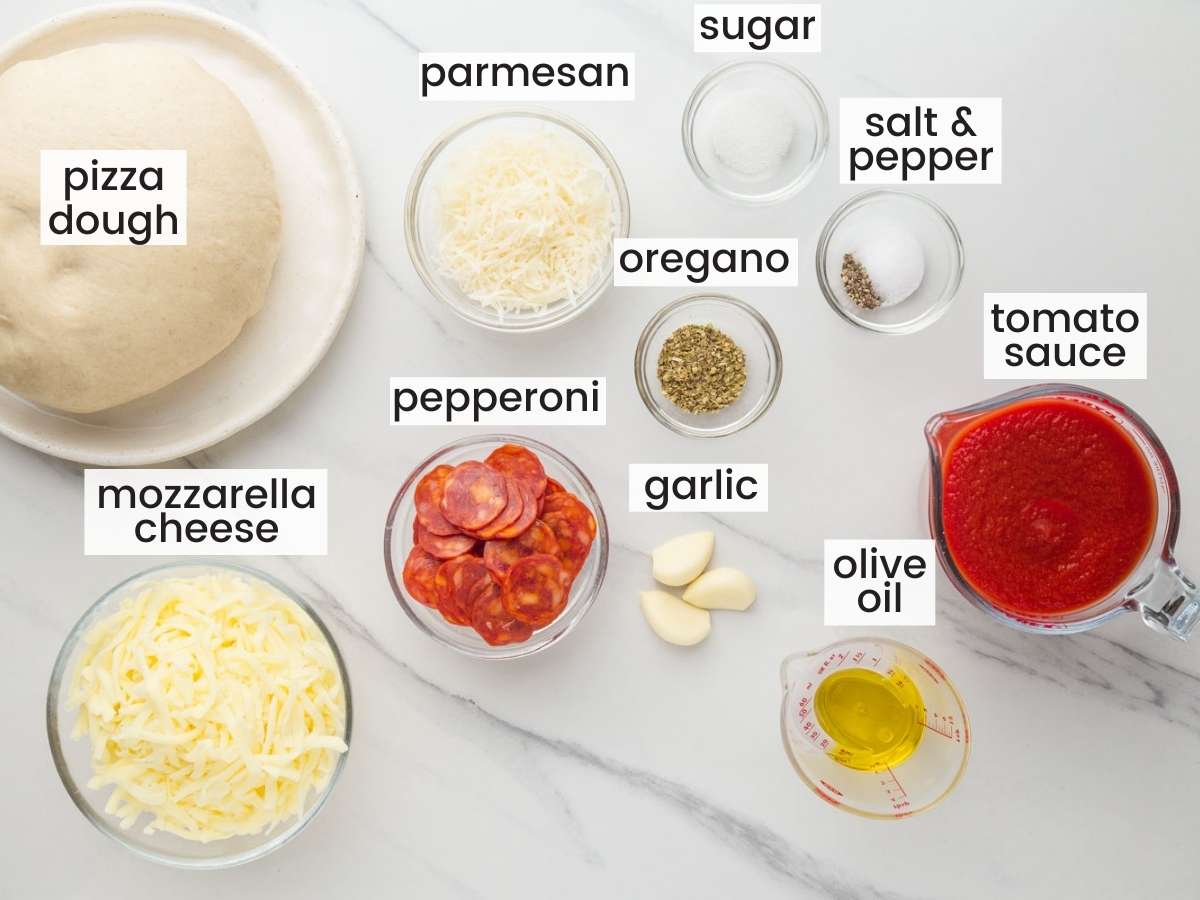 sugar
parmesan
salt &
pepper
pizza
dough
oregano
tomato
sauce
pepperoni
mozzarella
cheese
garlic
olive
oil